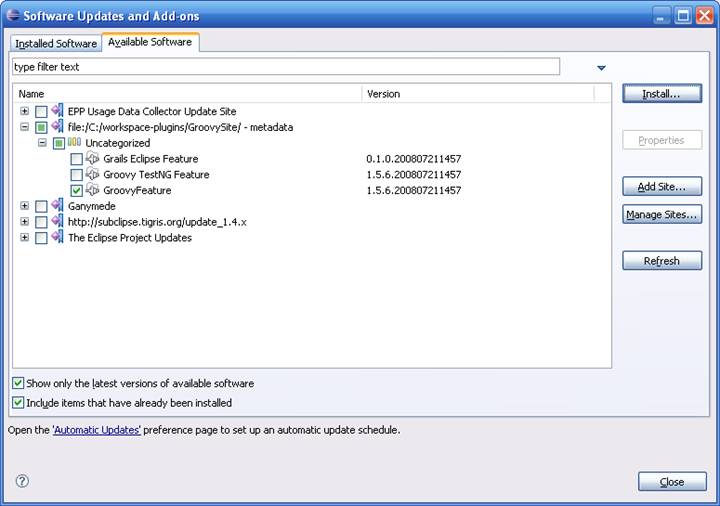 Software Updates and Add-ons
Installed Software Available Software
type filter text
Name Version
EPP Usage Data Collector Update Site
file:/C:/workspace-plugins/GroovySite/ - metadata
Uncategorized
Grails Eclipse Feature 0.1.0.200807211457
Groovy TestNG Feature 1.5.6.200807211457
GroovyFeature 1.5.6.200807211457
Ganymede
http://subclipse.tigris.org/update_1.4.x
The Eclipse Project Updates
Install...
Properties
Add Site...
Manage Sites...
Refresh
Show only the latest versions of available software
Include items that have already been installed
Open the 'Automatic Updates' preference page to set up an automatic update schedule.
?
Close